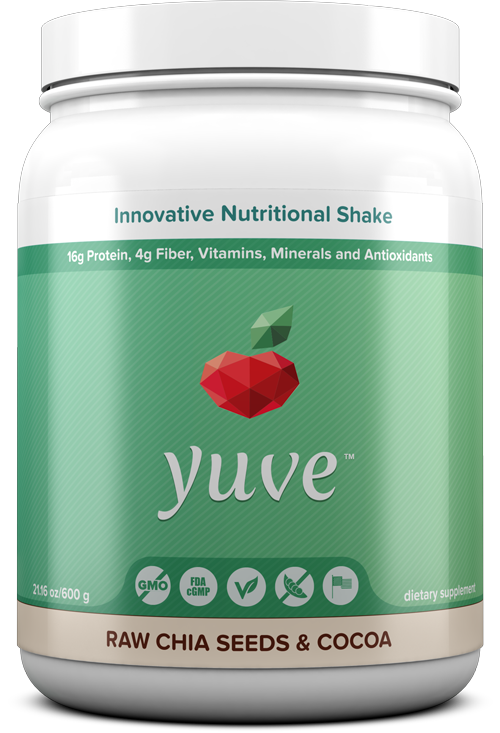 Innovative Nutritional Shake
16g Protein, 4g Fiber, Vitamins, Minerals and Antioxidants
yuve™
GMO
FDA
cGMP
21.16 oz/600 g
dietary supplement
RAW CHIA SEEDS & COCOA